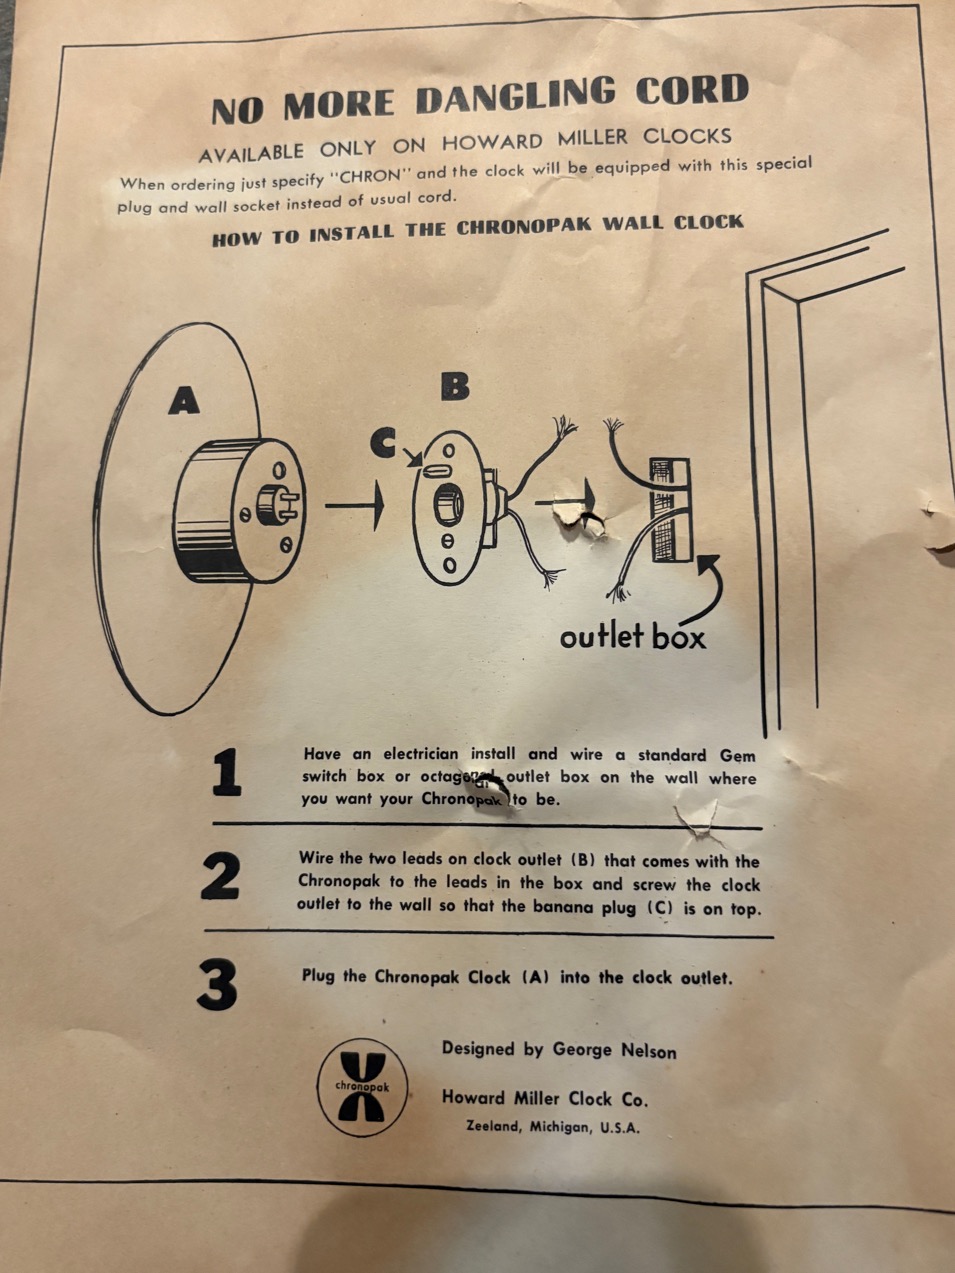 NO MORE DANGLING CORD
AVAILABLE ONLY ON HOWARD MILLER CLOCKS
When ordering just specify "CHRON" and the clock will be equipped with this special
plug and wall socket instead of usual cord.
HOW TO INSTALL THE CHRONOPAK WALL CLOCK
A
B
C
outlet box
1
Have an electrician install and wire a standard Gem
switch box or octagonal outlet box on the wall where
you want your Chronopak to be.
2
Wire the two leads on clock outlet (B) that comes with the
Chronopak to the leads in the box and screw the clock
outlet to the wall so that the banana plug (C) is on top.
3
Plug the Chronopak Clock (A) into the clock outlet.
chronopak
Designed by George Nelson
Howard Miller Clock Co.
Zeeland, Michigan, U.S.A.